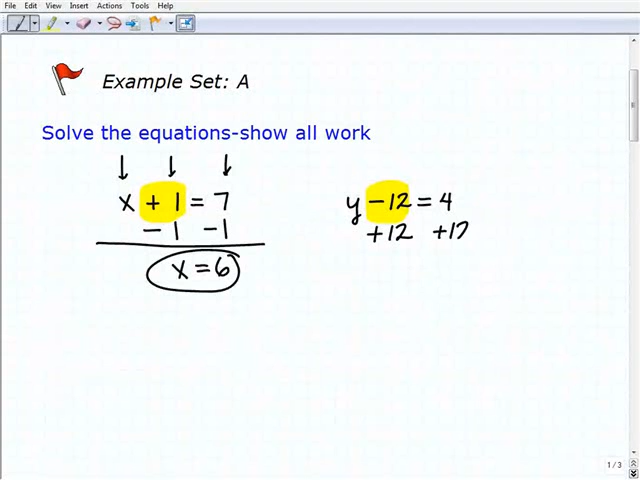 File Edit View Insert Actions Tools Help
Example Set: A
Solve the equations-show all work
x + 1 = 7
- 1 - 1
x = 6
y - 12 = 4
+12 +12
1/3